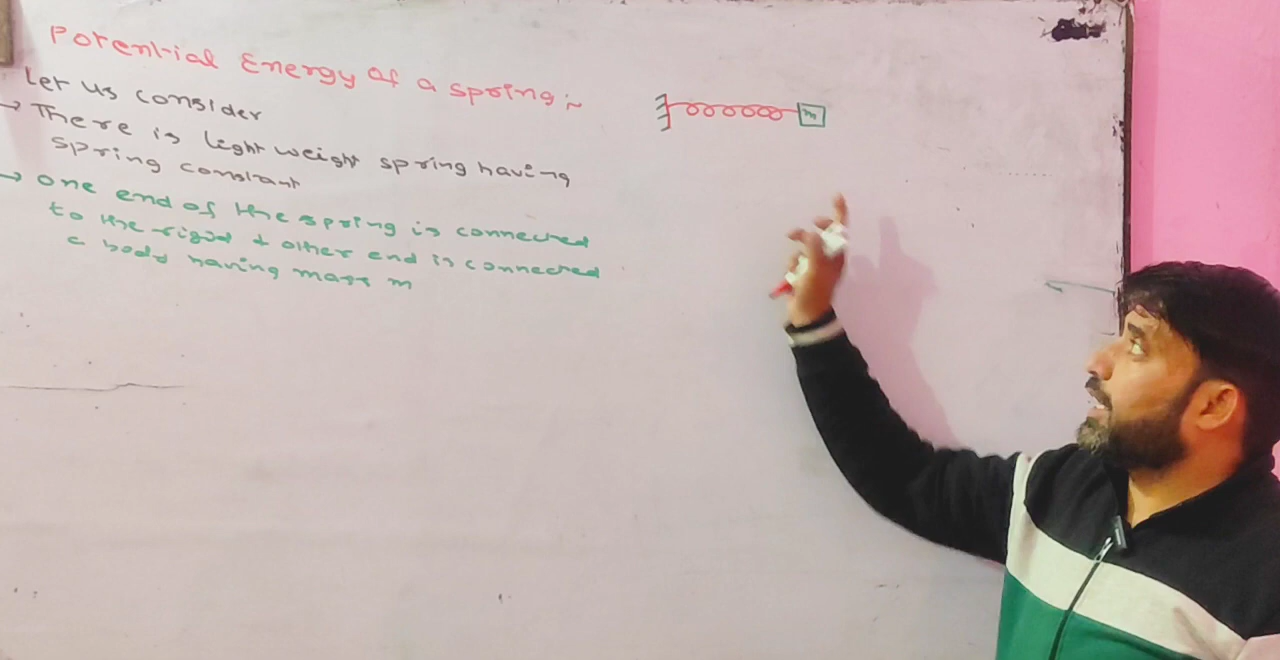 Potential Energy of a spring :~
Let us consider
→ There is light weight spring having
spring constant
→ One end of the spring is connected
to the rigid + other end is connected
a body having mass m
m